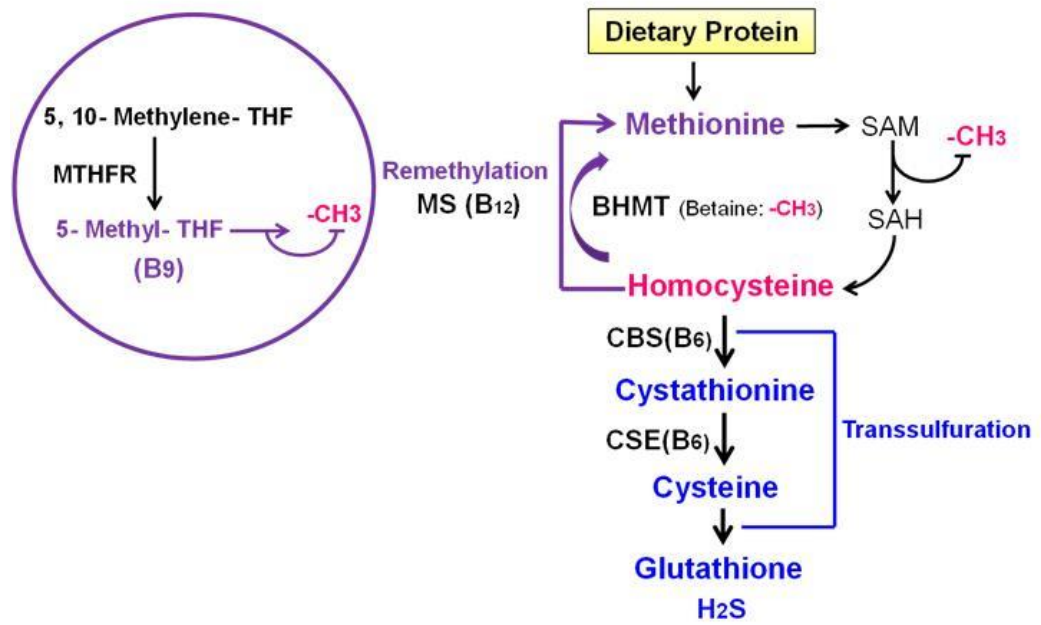 5, 10- Methylene- THF
MTHFR
5- Methyl- THF
-CH3
(B9)
Dietary Protein
Methionine
SAM
-CH3
Remethylation
MS (B12)
BHMT (Betaine: -CH3)
SAH
Homocysteine
CBS(B6)
Cystathionine
CSE(B6)
Transsulfuration
Cysteine
Glutathione
H2S